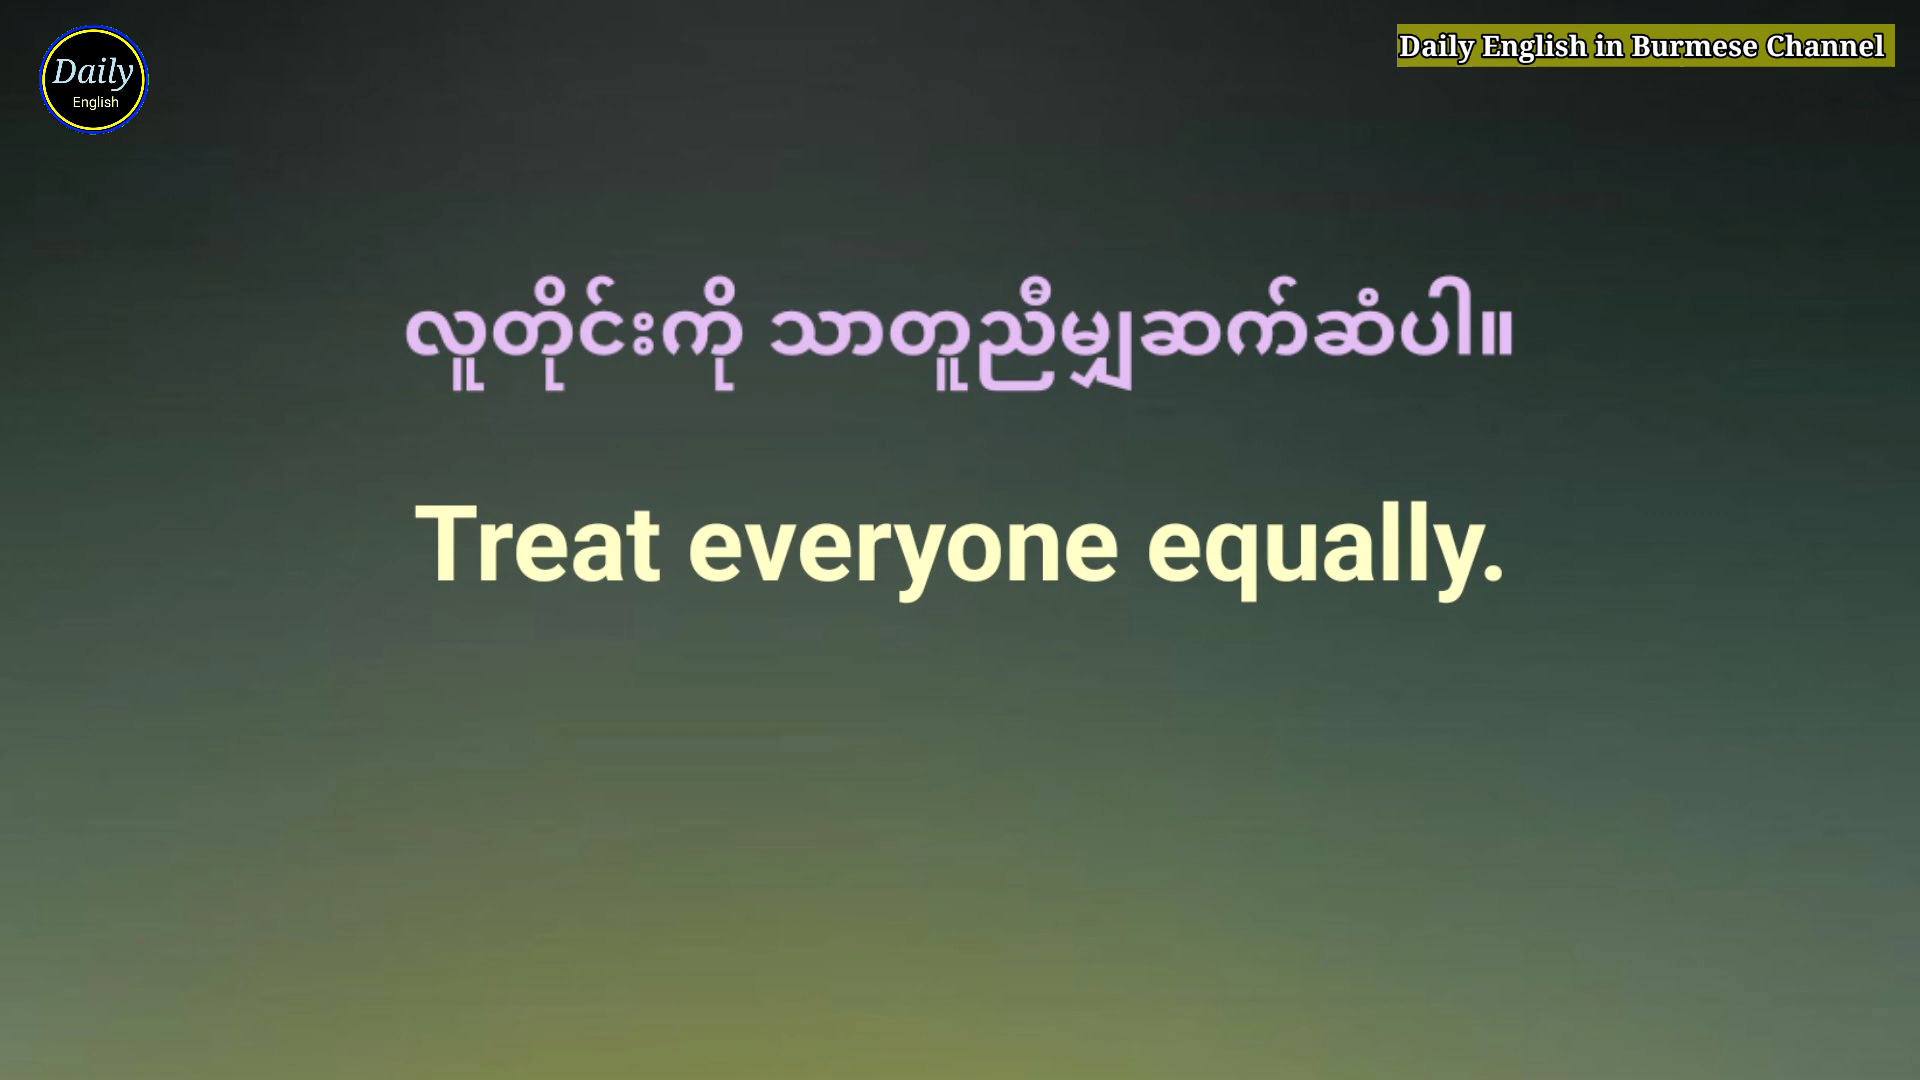 Daily
English
Daily English in Burmese Channel
လူတိုင်းကို သာတူညီမျှဆက်ဆံပါ။
Treat everyone equally.